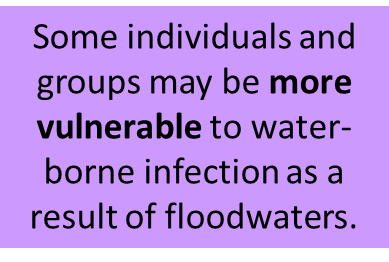 Some individuals and
groups may be more
vulnerable to water-
borne infection as a
result of floodwaters.